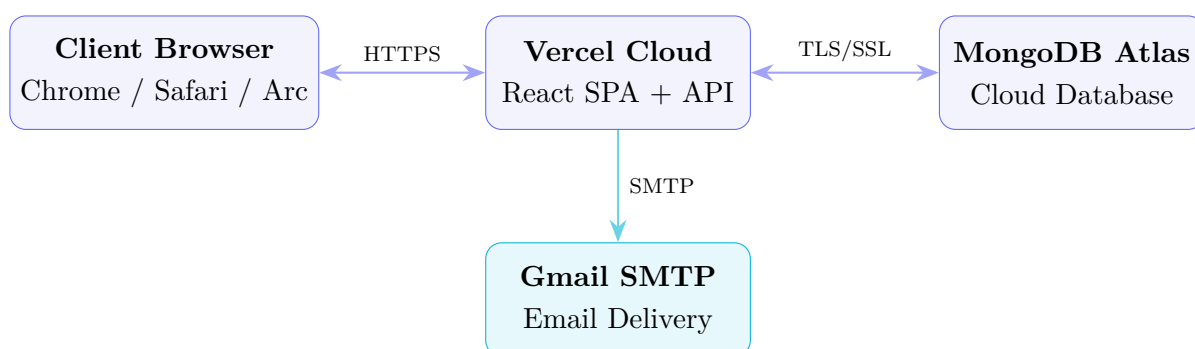 Client Browser
Chrome / Safari / Arc
HTTPS
Vercel Cloud
React SPA + API
TLS/SSL
MongoDB Atlas
Cloud Database
SMTP
Gmail SMTP
Email Delivery